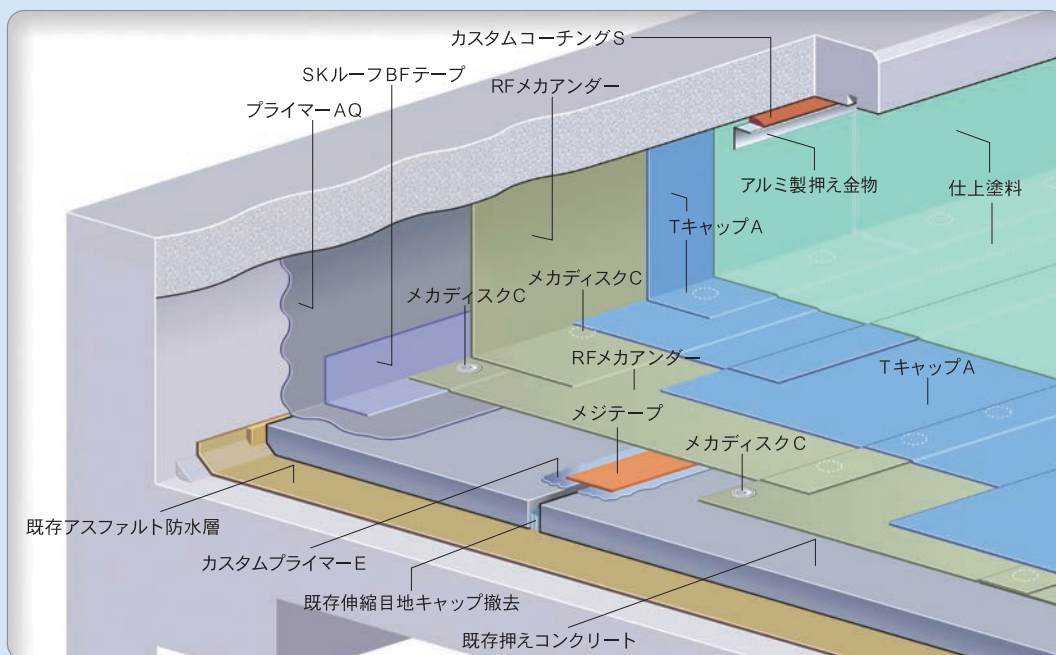 カスタムコーチングS
SKルーフBFテープ
RFメカアンダー
プライマーAQ
アルミ製押え金物
仕上塗料
TキャップA
メカディスクC
メカディスクC
RFメカアンダー
TキャップA
メジテープ
メカディスクC
既存アスファルト防水層
カスタムプライマーE
既存伸縮目地キャップ撤去
既存押えコンクリート